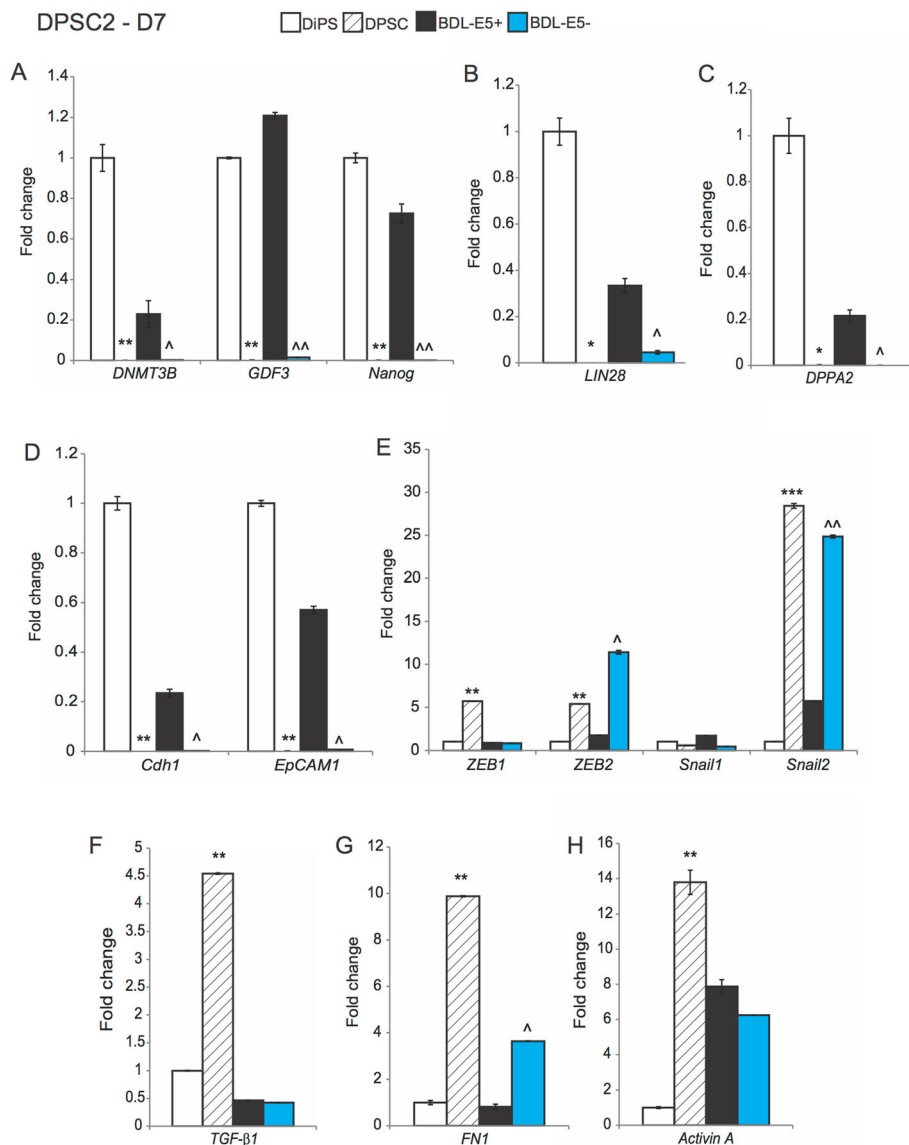 DPSC2 - D7
DiPS DPSC BDL-E5+ BDL-E5-
A
Fold change
1.4
1.2
1
0.8
0.6
0.4
0.2
0
** ^ ** ^^ ** ^^
DNMT3B GDF3 Nanog
B
Fold change
1.2
1
0.8
0.6
0.4
0.2
0
* ^
LIN28
C
Fold change
1.2
1
0.8
0.6
0.4
0.2
0
* ^
DPPA2
D
Fold change
1.2
1
0.8
0.6
0.4
0.2
0
** ^ ** ^
Cdh1 EpCAM1
E
Fold change
35
30
25
20
15
10
5
0
** ** ^ *** ^^
ZEB1 ZEB2 Snail1 Snail2
F
Fold change
5
4.5
4
3.5
3
2.5
2
1.5
1
0.5
0
**
TGF-β1
G
Fold change
12
10
8
6
4
2
0
** ^
FN1
H
Fold change
16
14
12
10
8
6
4
2
0
**
Activin A